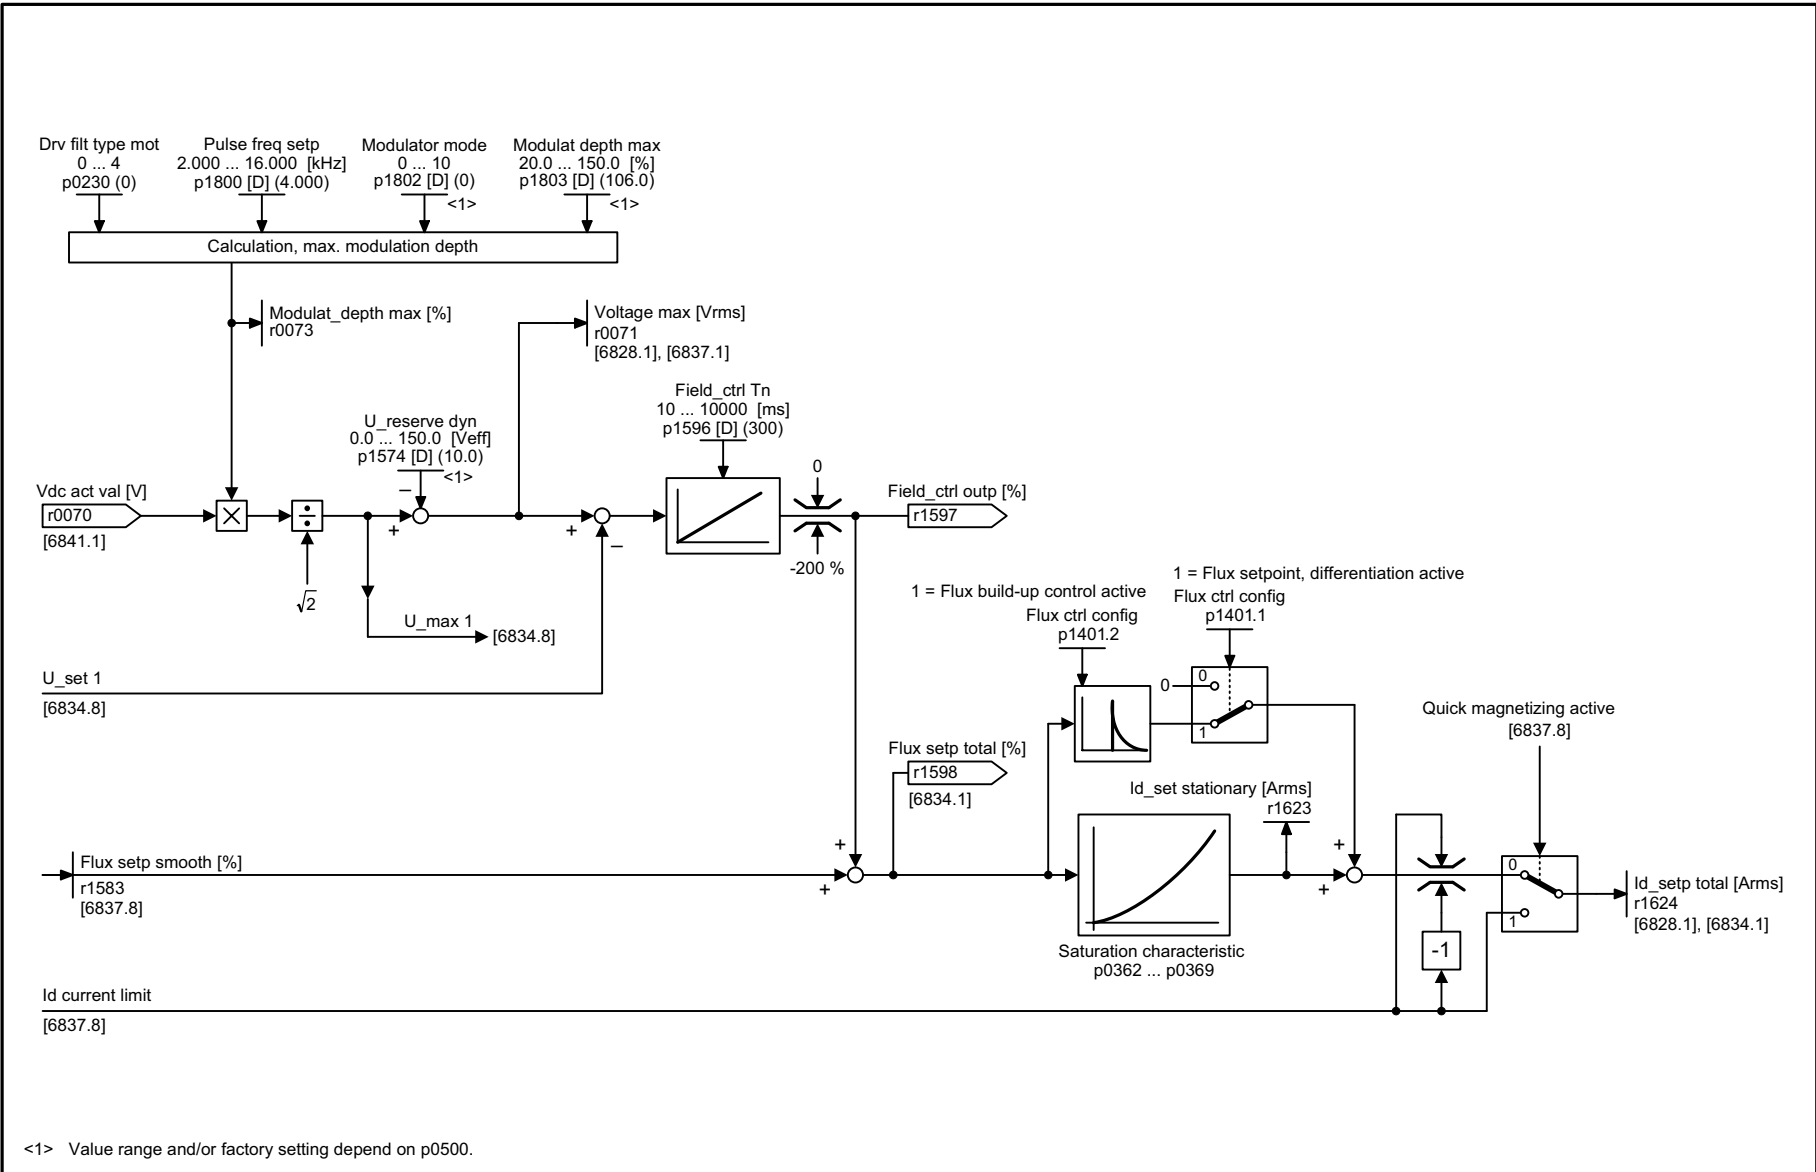 Drv filt type mot
0 ... 4
p0230 (0)
Pulse freq setp
2.000 ... 16.000 [kHz]
p1800 [D] (4.000)
Modulator mode
0 ... 10
p1802 [D] (0)
<1>
Modulat depth max
20.0 ... 150.0 [%]
p1803 [D] (106.0)
<1>
Calculation, max. modulation depth
Modulat_depth max [%]
r0073
Voltage max [Vrms]
r0071
[6828.1], [6837.1]
Field_ctrl Tn
10 ... 10000 [ms]
p1596 [D] (300)
U_reserve dyn
0.0 ... 150.0 [Veff]
p1574 [D] (10.0)
<1>
–
0
Vdc act val [V]
r0070
[6841.1]
×
÷
√2
+
+
–
-200 %
Field_ctrl outp [%]
r1597
U_max 1
[6834.8]
U_set 1
[6834.8]
1 = Flux build-up control active
Flux ctrl config
p1401.2
1 = Flux setpoint, differentiation active
Flux ctrl config
p1401.1
0
0
1
Quick magnetizing active
[6837.8]
Flux setp total [%]
r1598
[6834.1]
Id_set stationary [Arms]
r1623
+
+
+
+
Flux setp smooth [%]
r1583
[6837.8]
Saturation characteristic
p0362 ... p0369
-1
0
1
Id_setp total [Arms]
r1624
[6828.1], [6834.1]
Id current limit
[6837.8]
<1> Value range and/or factory setting depend on p0500.